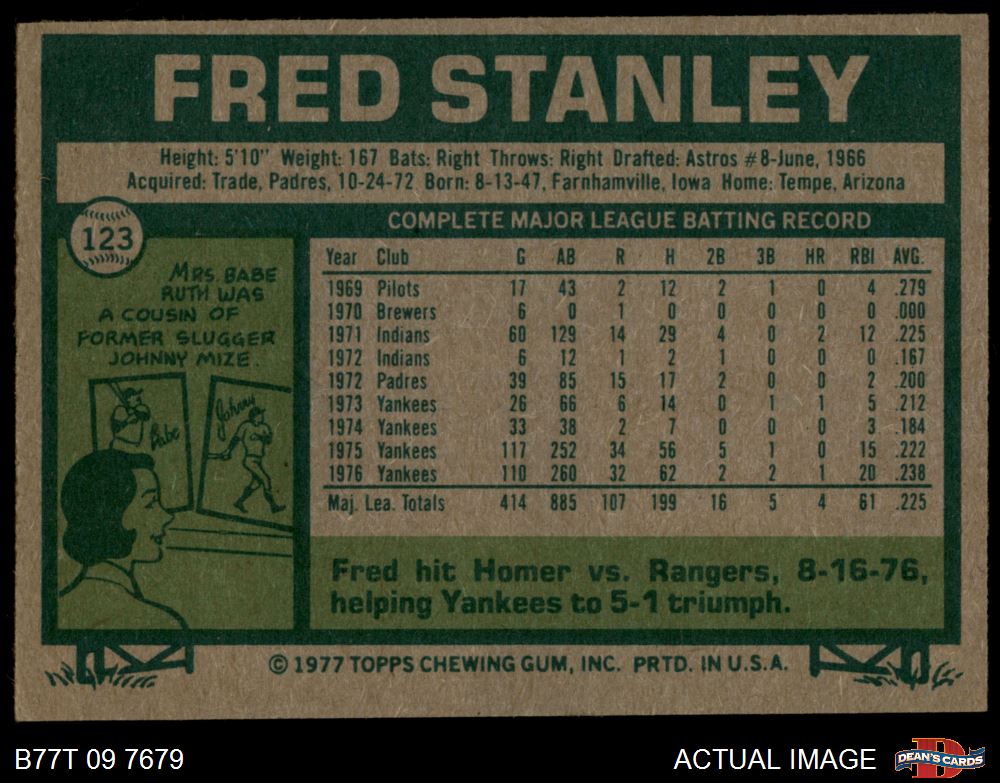 FRED STANLEY
Height: 5'10" Weight: 167 Bats: Right Throws: Right Drafted: Astros #8-June, 1966
Acquired: Trade, Padres, 10-24-72 Born: 8-13-47, Farnhamville, Iowa Home: Tempe, Arizona
123
MRS. BABE
RUTH WAS
A COUSIN OF
FORMER SLUGGER
JOHNNY MIZE.
Babe
Johnny
COMPLETE MAJOR LEAGUE BATTING RECORD
Year Club G AB R H 2B 3B HR RBI AVG.
1969 Pilots 17 43 2 12 2 1 0 4 .279
1970 Brewers 6 0 1 0 0 0 0 0 .000
1971 Indians 60 129 14 29 4 0 2 12 .225
1972 Indians 6 12 1 2 1 0 0 0 .167
1972 Padres 39 85 15 17 2 0 0 2 .200
1973 Yankees 26 66 6 14 0 1 1 5 .212
1974 Yankees 33 38 2 7 0 0 0 3 .184
1975 Yankees 117 252 34 56 5 1 0 15 .222
1976 Yankees 110 260 32 62 2 2 1 20 .238
Maj. Lea. Totals 414 885 107 199 16 5 4 61 .225
Fred hit Homer vs. Rangers, 8-16-76,
helping Yankees to 5-1 triumph.
© 1977 TOPPS CHEWING GUM, INC. PRTD. IN U.S.A.
B77T 09 7679
ACTUAL IMAGE
D
DEAN'S CARDS